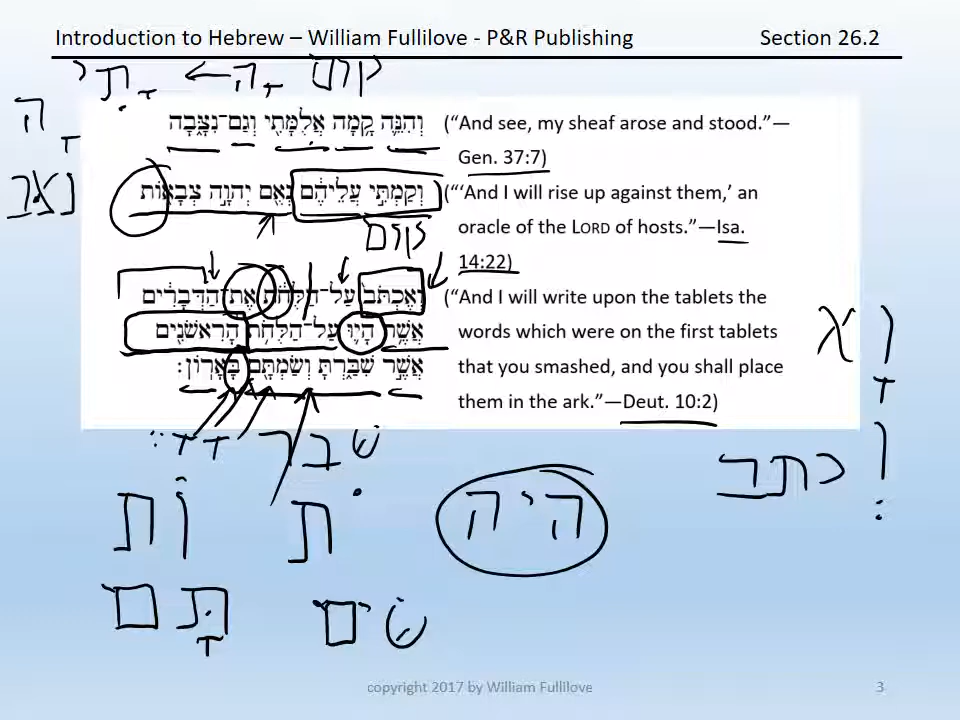 Introduction to Hebrew – William Fullilove - P&R Publishing Section 26.2
קום ה ← תי
ה
נצב
וְהִנֵּה קָמָה אֲלֻמָּתִי וְגַם־נִצָּבָה
("And see, my sheaf arose and stood."—
Gen. 37:7)
וְקַמְתִּי עֲלֵיהֶם נְאֻם יְהוָה צְבָאוֹת
("'And I will rise up against them,' an
oracle of the LORD of hosts."—Isa.
14:22)
קום
וְאֶכְתֹּב עַל־הַלֻּחֹת אֶת־הַדְּבָרִים
אֲשֶׁר הָיוּ עַל־הַלֻּחֹת הָרִאשֹׁנִים
אֲשֶׁר שִׁבַּרְתָּ וְשַׂמְתָּם בָּאָרוֹן׃
("And I will write upon the tablets the
words which were on the first tablets
that you smashed, and you shall place
them in the ark."—Deut. 10:2)
שבר
כתב
היה
שׂים
תָּם
copyright 2017 by William Fullilove
3